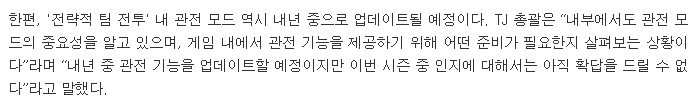 한편, '전략적 팀 전투' 내 관전 모드 역시 내년 중으로 업데이트될 예정이다. TJ 총괄은 “내부에서도 관전 모
드의 중요성을 알고 있으며, 게임 내에서 관전 기능을 제공하기 위해 어떤 준비가 필요한지 살펴보는 상황이
다”라며 “내년 중 관전 기능을 업데이트할 예정이지만 이번 시즌 중 인지에 대해서는 아직 확답을 드릴 수 없
다”라고 말했다.